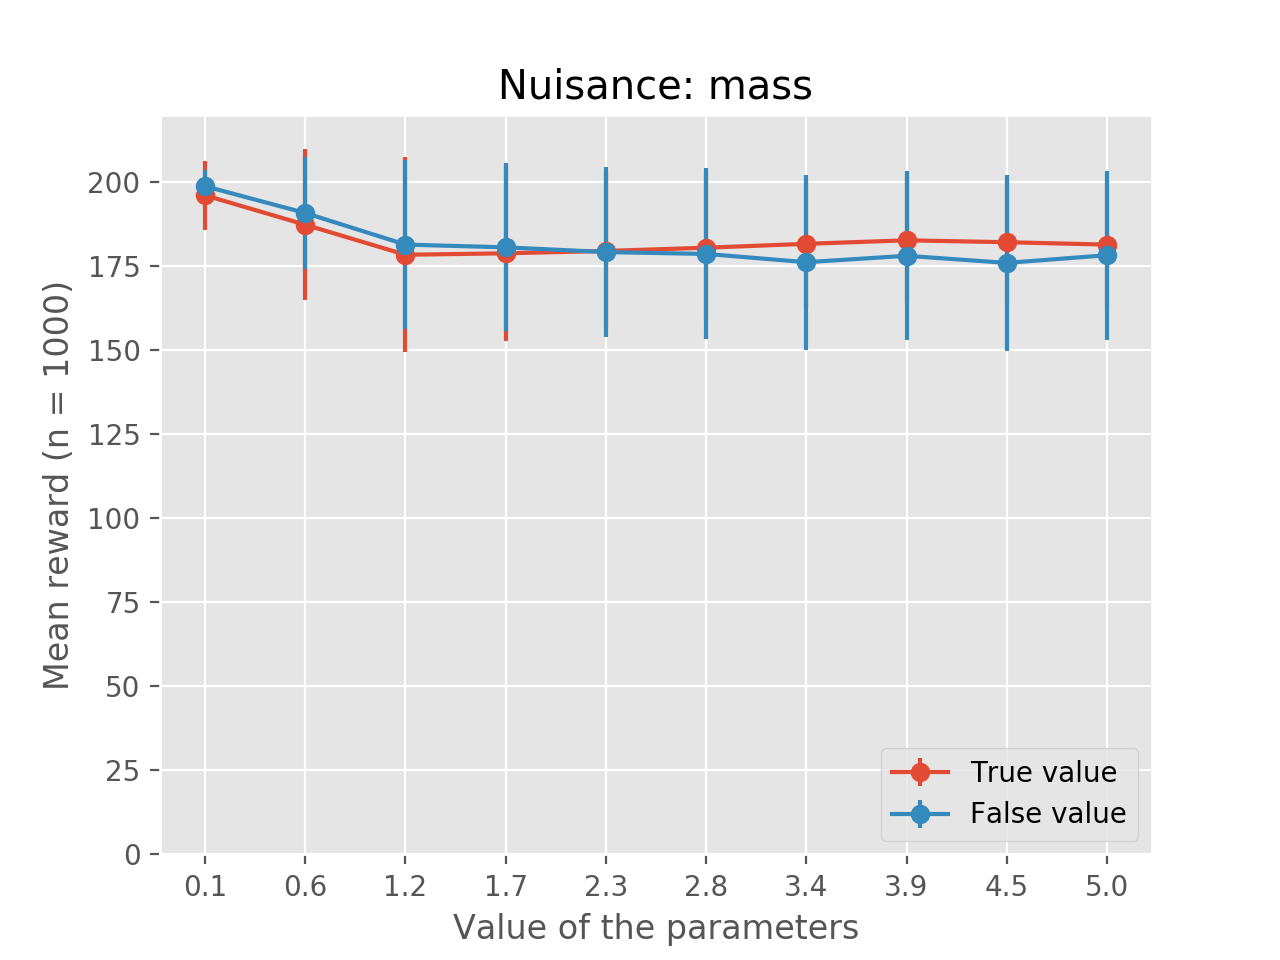 Nuisance: mass
Mean reward (n = 1000)
200
175
150
125
100
75
50
25
0
True value
False value
0.1 0.6 1.2 1.7 2.3 2.8 3.4 3.9 4.5 5.0
Value of the parameters